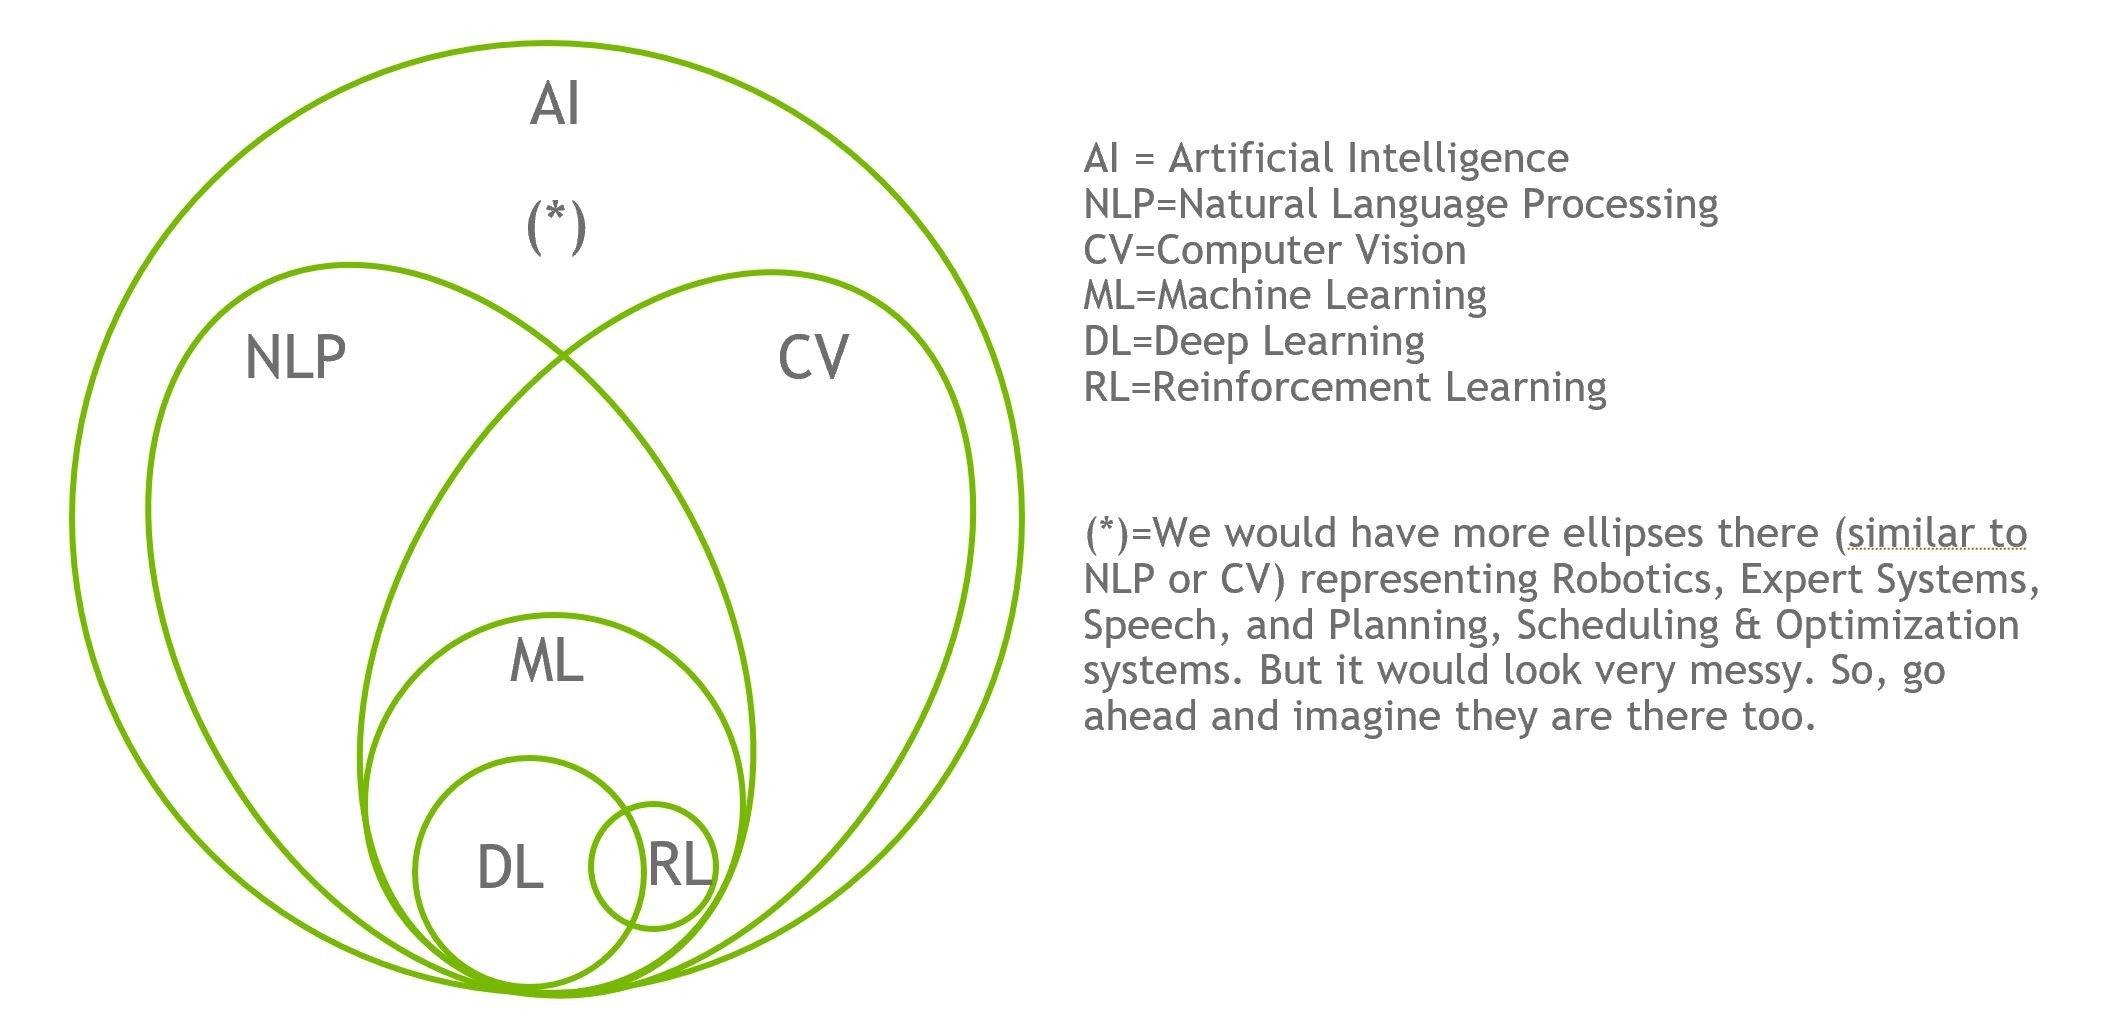 AI
(*)
NLP
CV
ML
DL
RL
AI = Artificial Intelligence
NLP=Natural Language Processing
CV=Computer Vision
ML=Machine Learning
DL=Deep Learning
RL=Reinforcement Learning
(*)=We would have more ellipses there (similar to
NLP or CV) representing Robotics, Expert Systems,
Speech, and Planning, Scheduling & Optimization
systems. But it would look very messy. So, go
ahead and imagine they are there too.